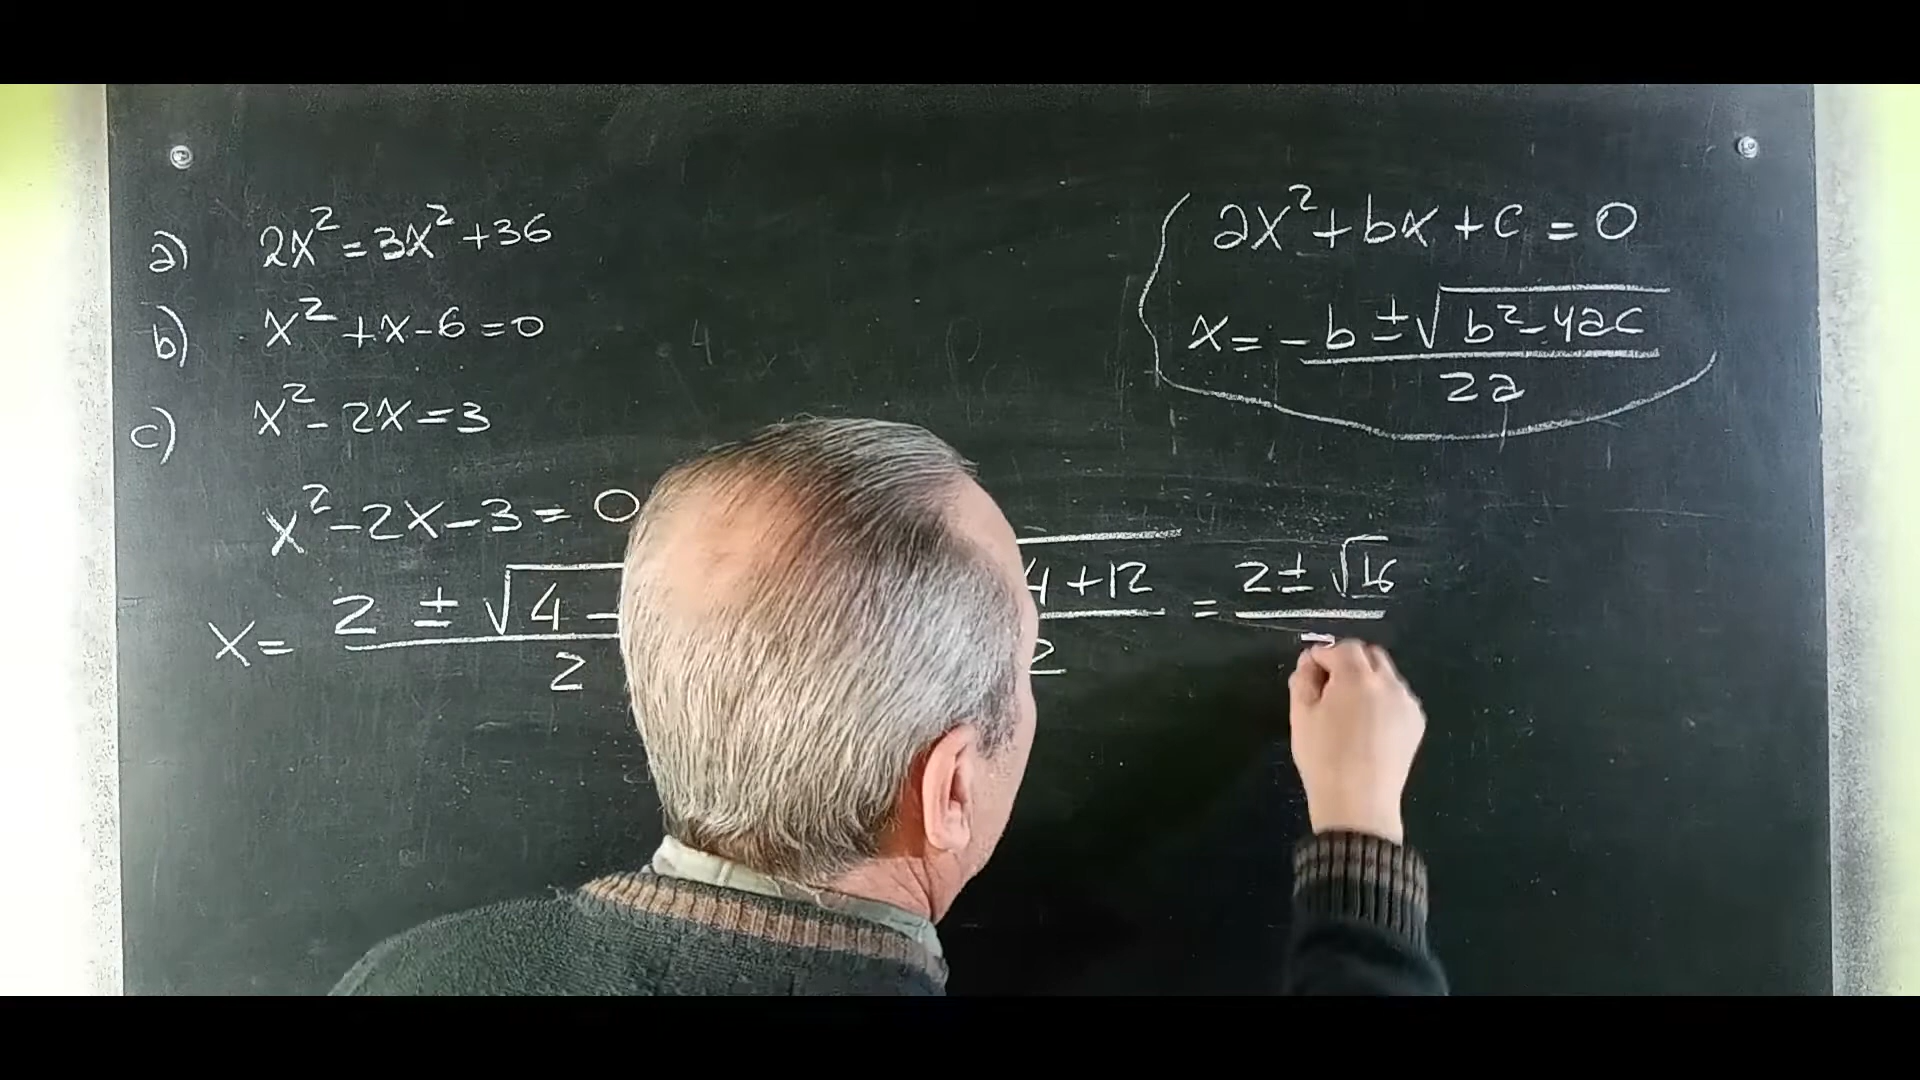 a) 2x² = 3x² + 36
b) x² + x - 6 = 0
c) x² - 2x = 3
x² - 2x - 3 = 0
x = 2 ± √4 -
2
4 + 12
2
= 2 ± √16
ax² + bx + c = 0
x = -b ± √b² - 4ac
2a